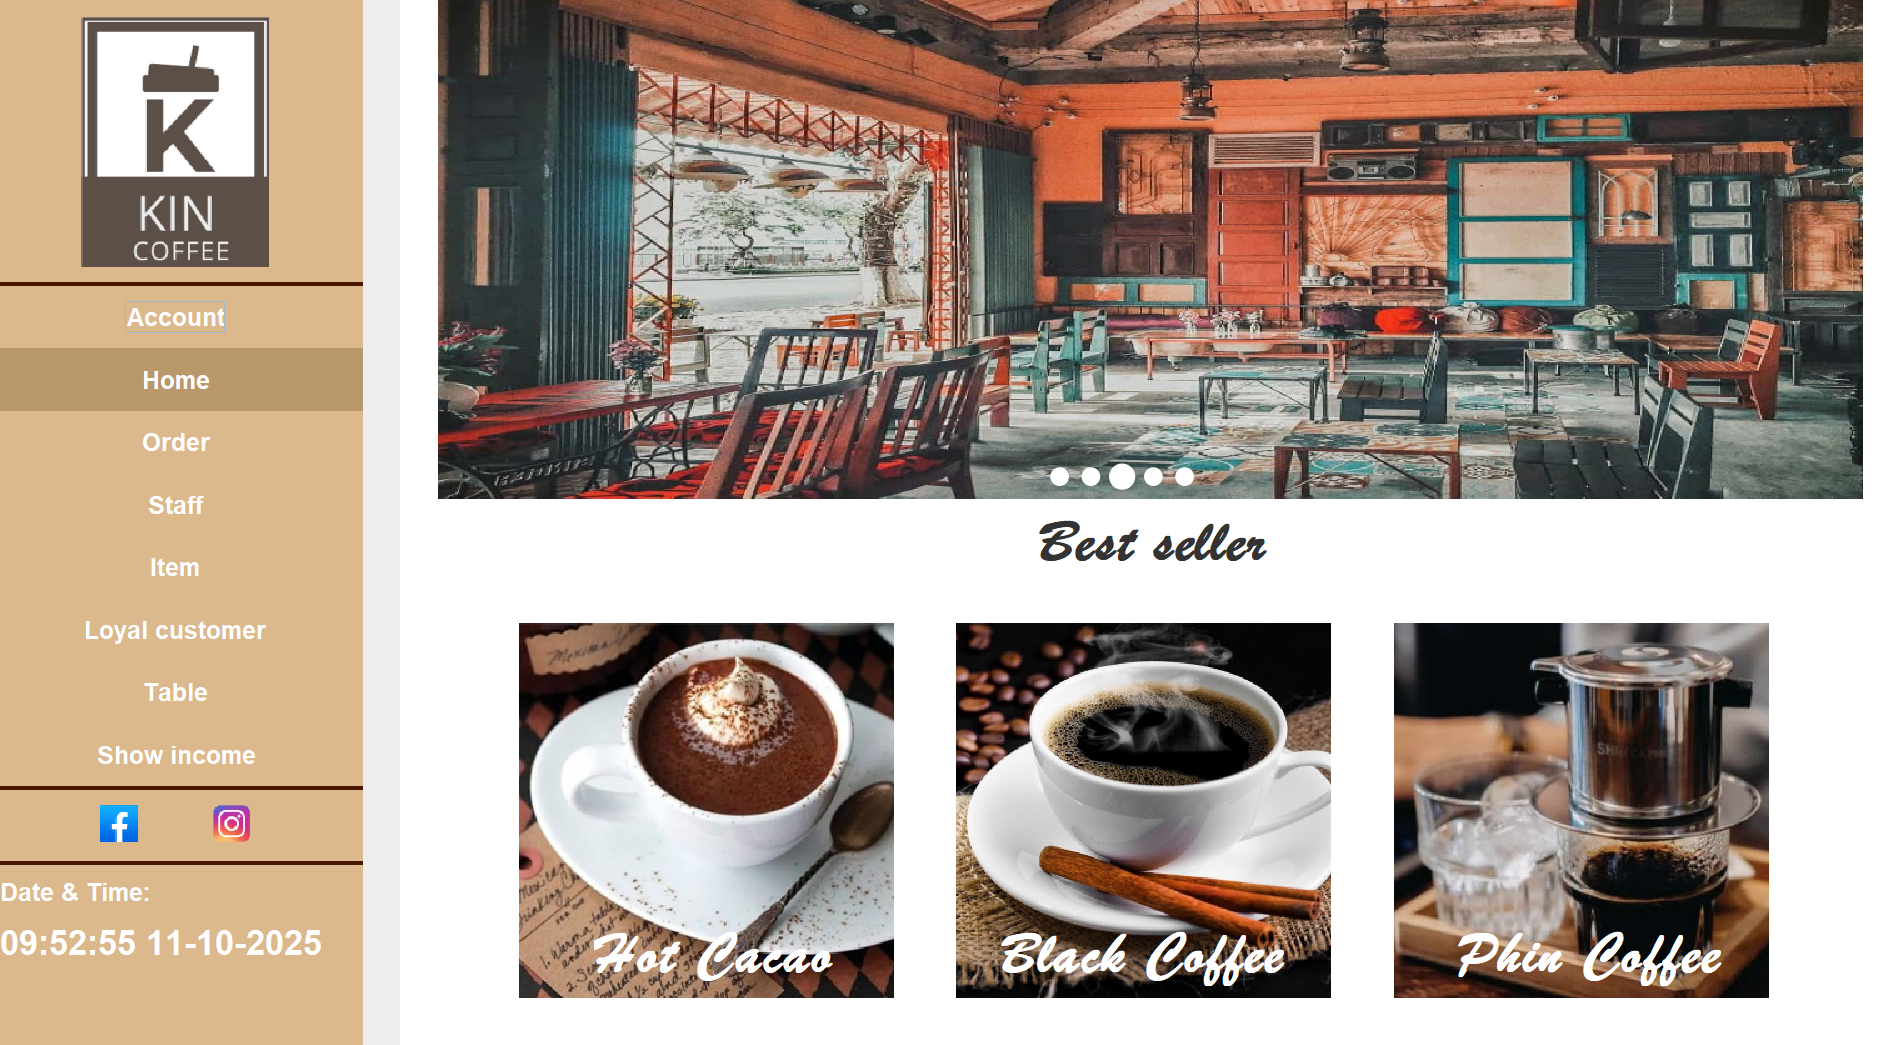 K
KIN
COFFEE
Account
Home
Order
Staff
Item
Loyal customer
Table
Show income
Date & Time:
09:52:55 11-10-2025
Best seller
Hot Cacao
Black Coffee
Phin Coffee